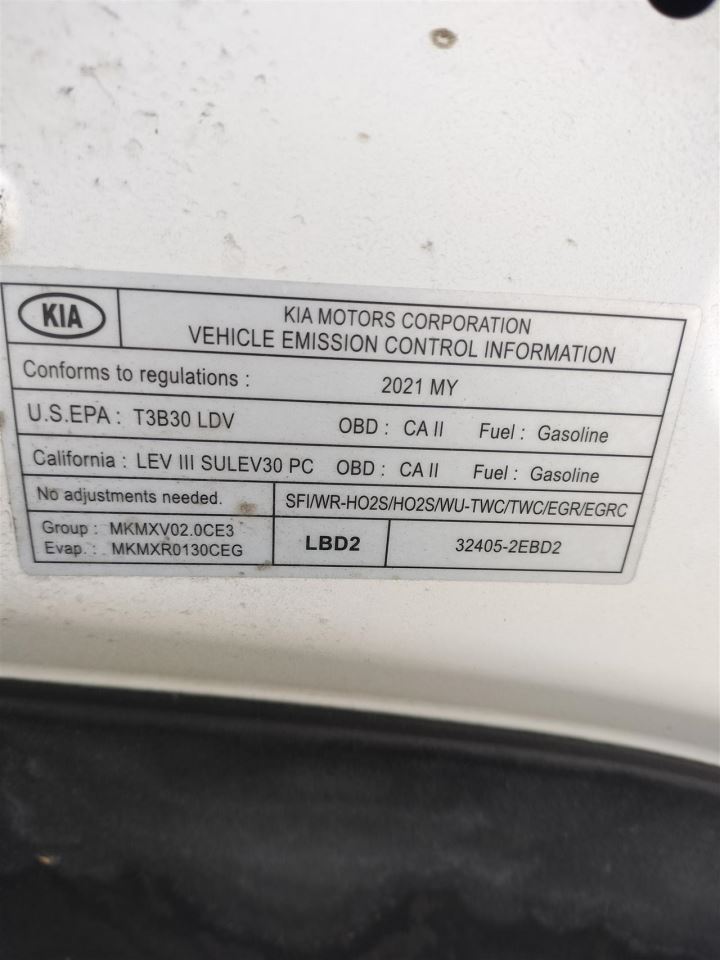 KIA
KIA MOTORS CORPORATION
VEHICLE EMISSION CONTROL INFORMATION
Conforms to regulations : 2021 MY
U.S.EPA : T3B30 LDV OBD : CA II Fuel : Gasoline
California : LEV III SULEV30 PC OBD : CA II Fuel : Gasoline
No adjustments needed. SFI/WR-HO2S/HO2S/WU-TWC/TWC/EGR/EGRC
Group : MKMXV02.0CE3
Evap. : MKMXR0130CEG
LBD2 32405-2EBD2